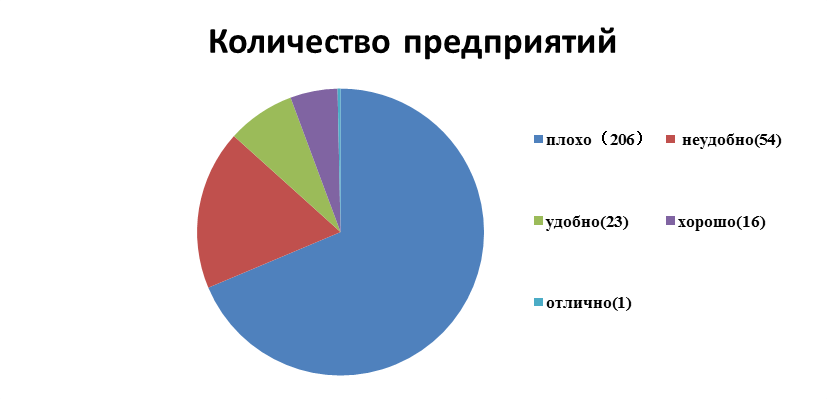 Количество предприятий
плохо（206）
неудобно(54)
удобно(23)
хорошо(16)
отлично(1)